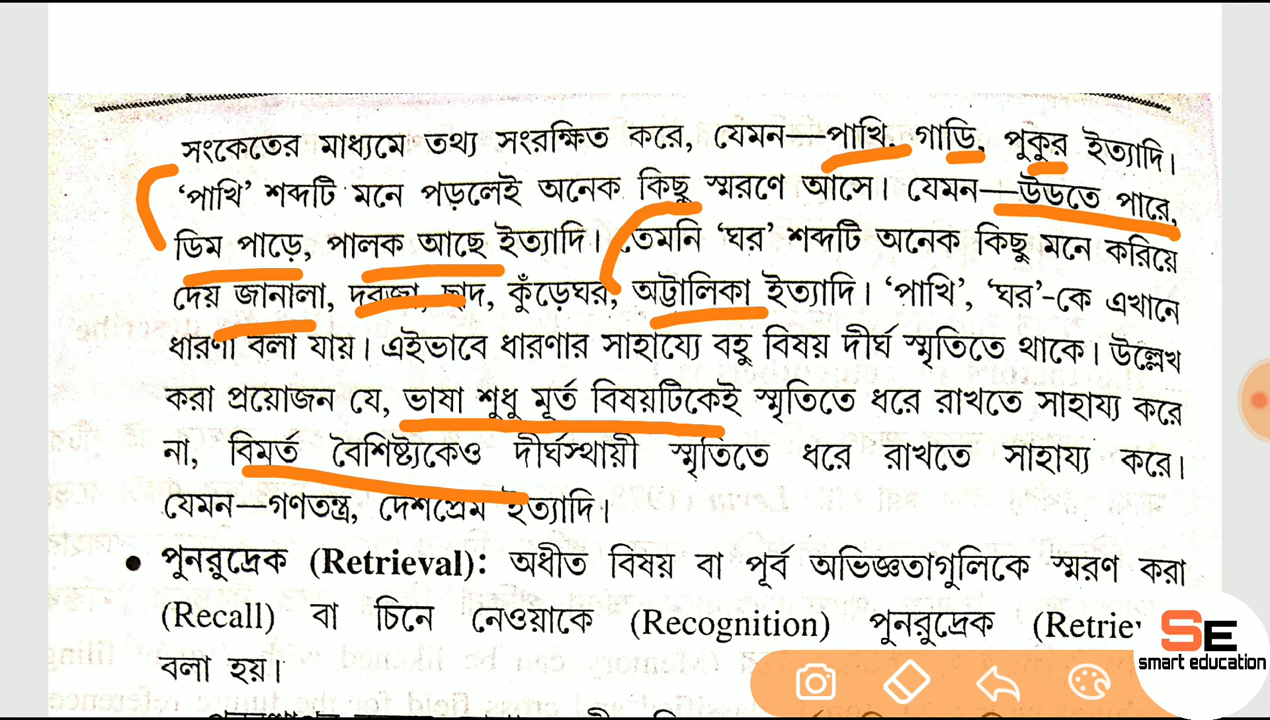 সংকেতের মাধ্যমে তথ্য সংরক্ষিত করে, যেমন—পাখি, গাড়ি, পুকুর ইত্যাদি।
‘পাখি’ শব্দটি মনে পড়লেই অনেক কিছু স্মরণে আসে। যেমন—উড়তে পারে,
ডিম পাড়ে, পালক আছে ইত্যাদি। তেমনি ‘ঘর’ শব্দটি অনেক কিছু মনে করিয়ে
দেয় জানালা, দরজা, ছাদ, কুঁড়েঘর, অট্টালিকা ইত্যাদি। ‘পাখি’, ‘ঘর’-কে এখানে
ধারণা বলা যায়। এইভাবে ধারণার সাহায্যে বহু বিষয় দীর্ঘ স্মৃতিতে থাকে। উল্লেখ
করা প্রয়োজন যে, ভাষা শুধু মূর্ত বিষয়টিকেই স্মৃতিতে ধরে রাখতে সাহায্য করে
না, বিমূর্ত বৈশিষ্ট্যকেও দীর্ঘস্থায়ী স্মৃতিতে ধরে রাখতে সাহায্য করে।
যেমন—গণতন্ত্র, দেশপ্রেম ইত্যাদি।
• পুনরুদ্রেক (Retrieval): অধীত বিষয় বা পূর্ব অভিজ্ঞতাগুলিকে স্মরণ করা
(Recall) বা চিনে নেওয়াকে (Recognition) পুনরুদ্রেক (Retrie
বলা হয়।
SE
smart education